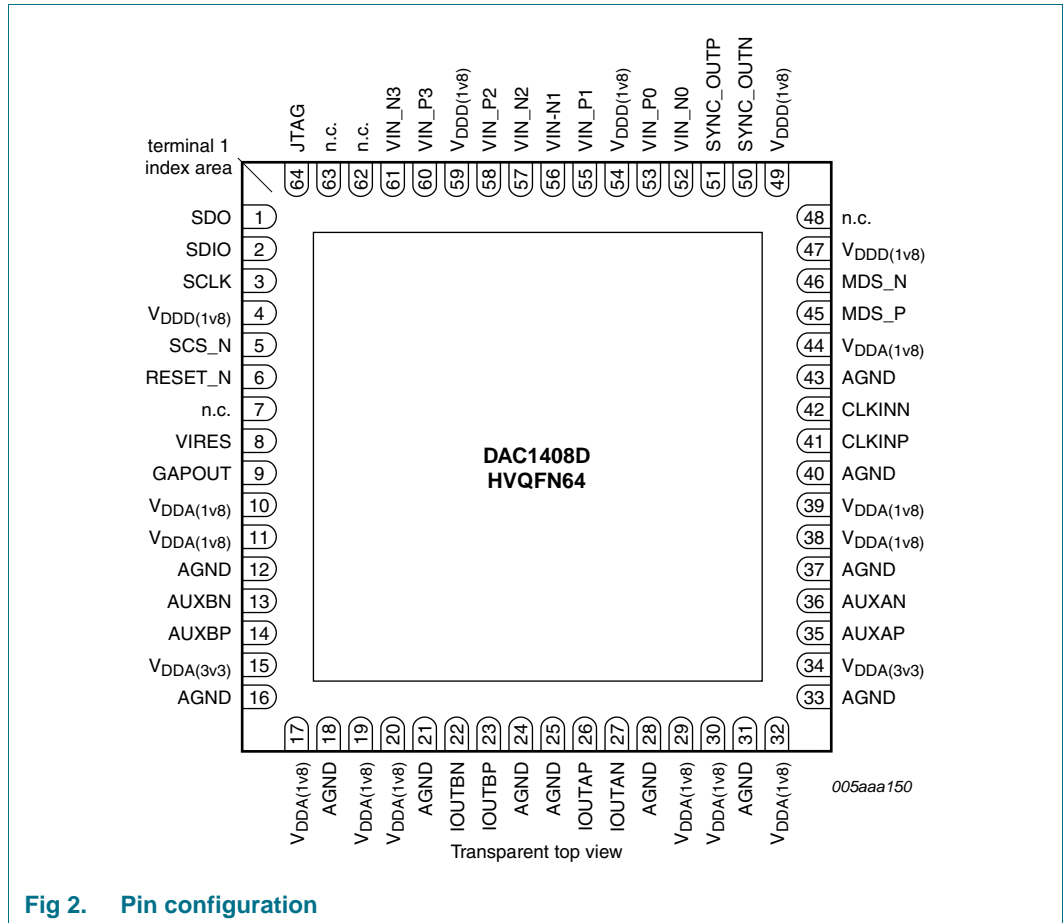 JTAG
n.c.
n.c.
VIN_N3
VIN_P3
VDDD(1v8)
VIN_P2
VIN_N2
VIN-N1
VIN_P1
VDDD(1v8)
VIN_P0
VIN_N0
SYNC_OUTP
SYNC_OUTN
VDDD(1v8)
terminal 1
index area
64 63 62 61 60 59 58 57 56 55 54 53 52 51 50 49
SDO 1
SDIO 2
SCLK 3
VDDD(1v8) 4
SCS_N 5
RESET_N 6
n.c. 7
VIRES 8
GAPOUT 9
VDDA(1v8) 10
VDDA(1v8) 11
AGND 12
AUXBN 13
AUXBP 14
VDDA(3v3) 15
AGND 16
DAC1408D
HVQFN64
48 n.c.
47 VDDD(1v8)
46 MDS_N
45 MDS_P
44 VDDA(1v8)
43 AGND
42 CLKINN
41 CLKINP
40 AGND
39 VDDA(1v8)
38 VDDA(1v8)
37 AGND
36 AUXAN
35 AUXAP
34 VDDA(3v3)
33 AGND
17 18 19 20 21 22 23 24 25 26 27 28 29 30 31 32
VDDA(1v8)
AGND
VDDA(1v8)
VDDA(1v8)
AGND
IOUTBN
IOUTBP
AGND
AGND
IOUTAP
IOUTAN
AGND
VDDA(1v8)
VDDA(1v8)
AGND
VDDA(1v8)
005aaa150
Transparent top view
Fig 2. Pin configuration